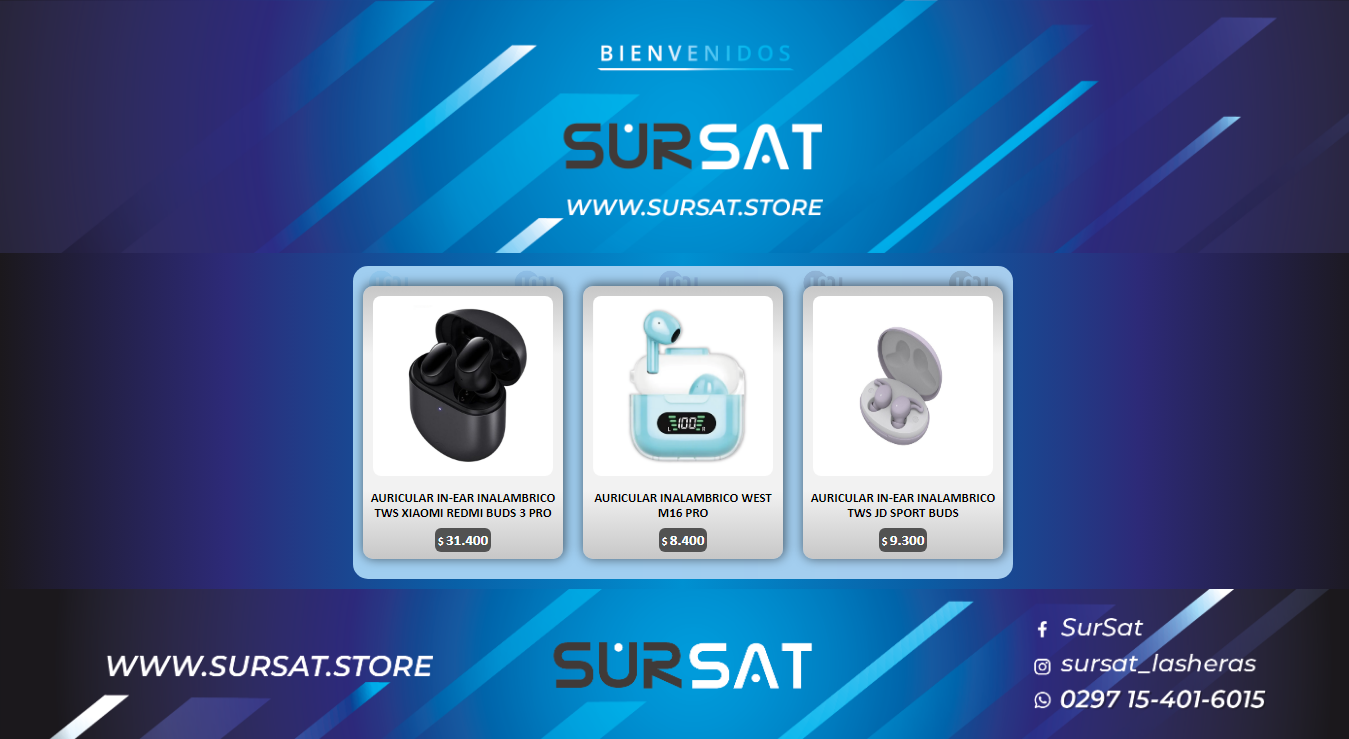 BIENVENIDOS
SURSAT
WWW.SURSAT.STORE
100
L R
AURICULAR IN-EAR INALAMBRICO
TWS XIAOMI REDMI BUDS 3 PRO
$ 31.400
AURICULAR INALAMBRICO WEST
M16 PRO
$ 8.400
AURICULAR IN-EAR INALAMBRICO
TWS JD SPORT BUDS
$ 9.300
WWW.SURSAT.STORE
SURSAT
SurSat
sursat_lasheras
0297 15-401-6015